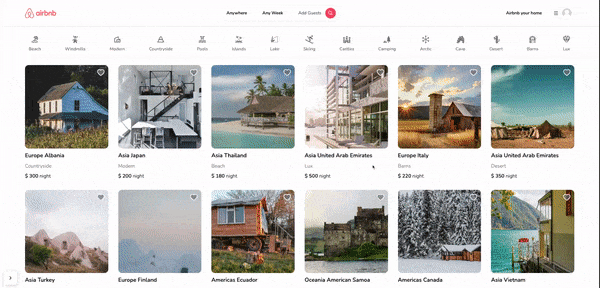 airbnb
Anywhere Any Week Add Guests Airbnb your home
Beach Windmills Modern Countryside Pools Islands Lake Skiing Castles Camping Arctic Cave Desert Barns Lux
Europe Albania Asia Japan Asia Thailand Asia United Arab Emirates Europe Italy Asia United Arab Emirates
Countryside Modern Beach Lux Barns Desert
$ 300 night $ 200 night $ 180 night $ 500 night $ 220 night $ 350 night
Asia Turkey Europe Finland Americas Ecuador Oceania American Samoa Americas Canada Asia Vietnam